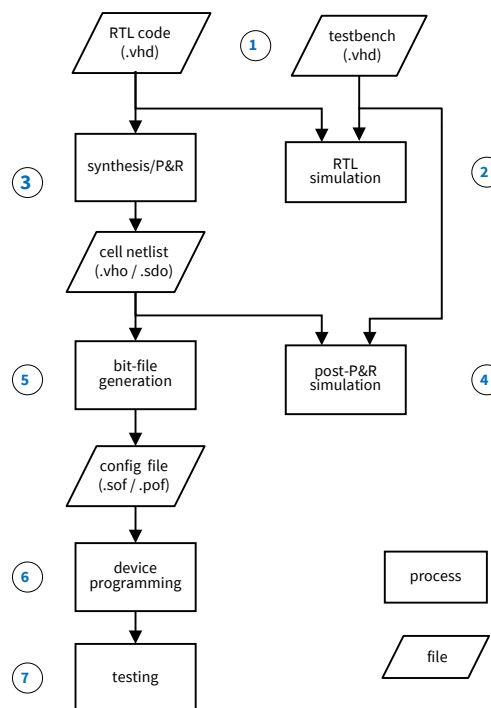 RTL code
(.vhd)
1
testbench
(.vhd)
3
synthesis/P&R
RTL
simulation
2
cell netlist
(.vho / .sdo)
5
bit-file
generation
post-P&R
simulation
4
config file
(.sof / .pof)
6
device
programming
process
7
testing
file